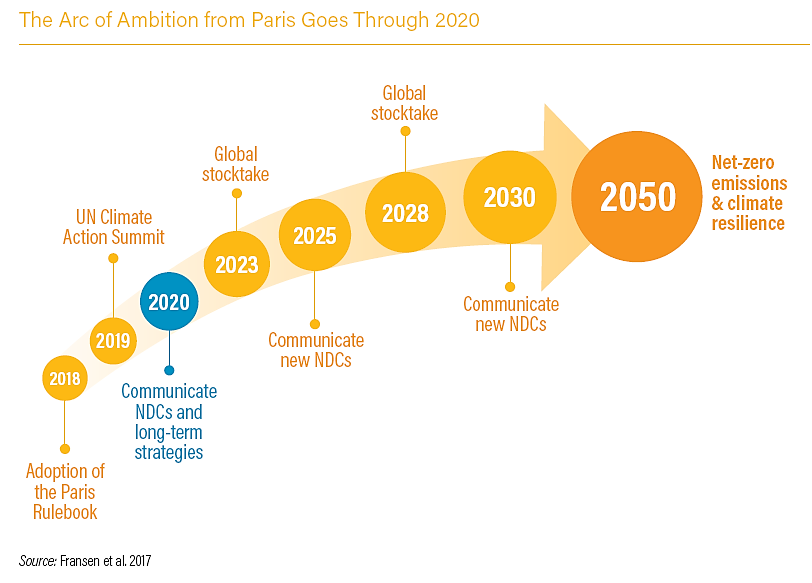 The Arc of Ambition from Paris Goes Through 2020
Global
stocktake
Global
stocktake
UN Climate
Action Summit
2018
2019
2020
2023
2025
2028
2030
2050
Net-zero
emissions
& climate
resilience
Communicate
new NDCs
Communicate
new NDCs
Communicate
NDCs and
long-term
strategies
Adoption of
the Paris
Rulebook
Source: Fransen et al. 2017